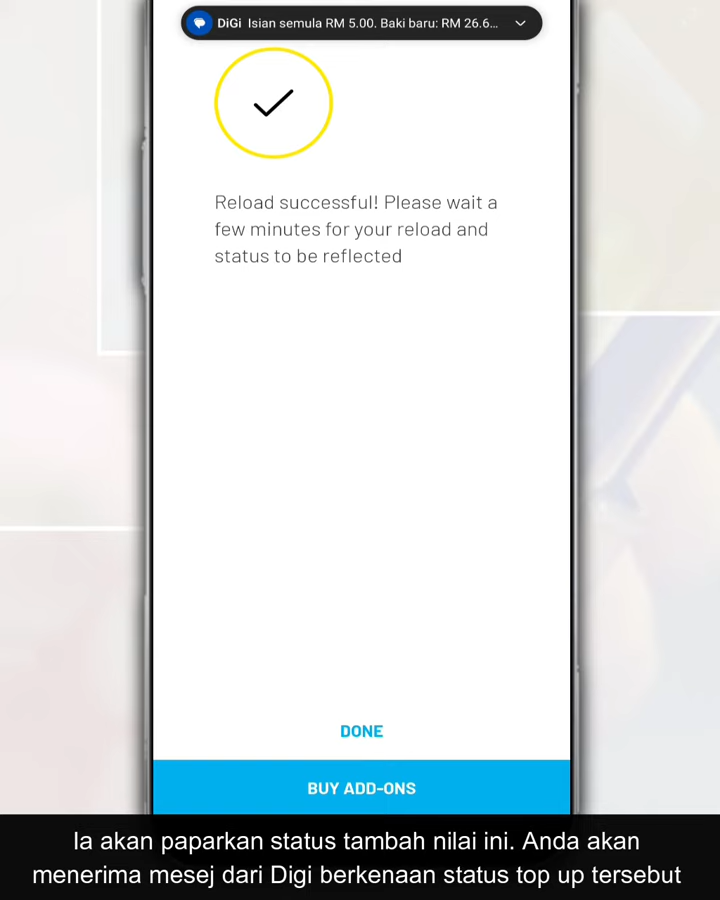 DiGi Isian semula RM 5.00. Baki baru: RM 26.6...
Reload successful! Please wait a
few minutes for your reload and
status to be reflected
DONE
BUY ADD-ONS
Ia akan paparkan status tambah nilai ini. Anda akan
menerima mesej dari Digi berkenaan status top up tersebut